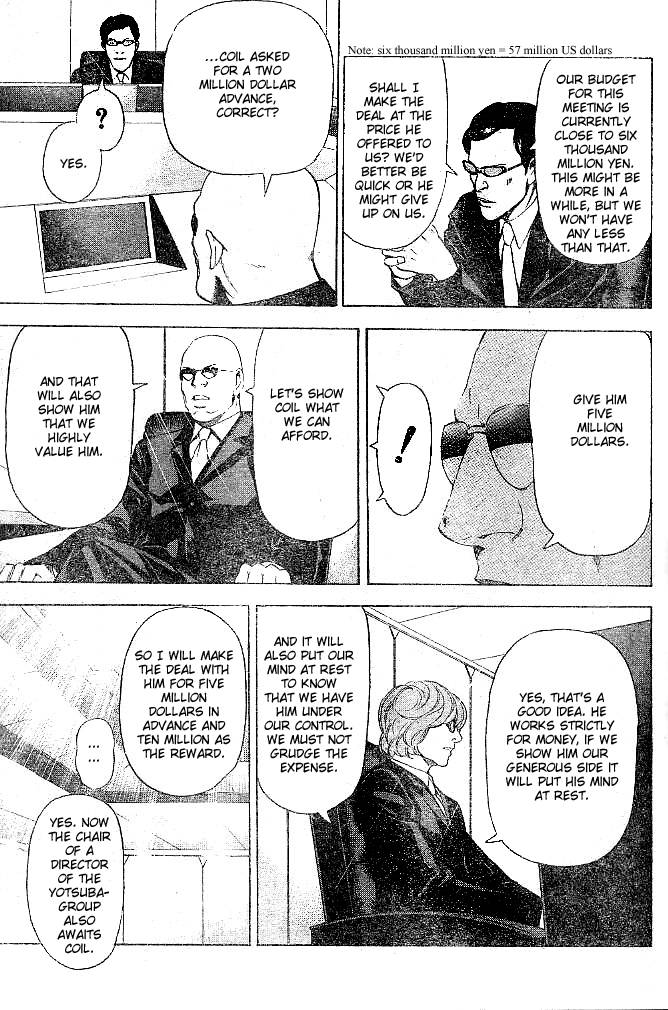 Note: six thousand million yen = 57 million US dollars
OUR BUDGET
FOR THIS
MEETING IS
CURRENTLY
CLOSE TO SIX
THOUSAND
MILLION YEN.
THIS MIGHT BE
MORE IN A
WHILE, BUT WE
WON'T HAVE
ANY LESS
THAN THAT.
SHALL I
MAKE THE
DEAL AT THE
PRICE HE
OFFERED TO
US? WE'D
BETTER BE
QUICK OR HE
MIGHT GIVE
UP ON US.
...COIL ASKED
FOR A TWO
MILLION DOLLAR
ADVANCE,
CORRECT?
?
YES.
GIVE HIM
FIVE
MILLION
DOLLARS.
!
LET'S SHOW
COIL WHAT
WE CAN
AFFORD.
AND THAT
WILL ALSO
SHOW HIM
THAT WE
HIGHLY
VALUE HIM.
YES, THAT'S A
GOOD IDEA. HE
WORKS STRICTLY
FOR MONEY, IF WE
SHOW HIM OUR
GENEROUS SIDE IT
WILL PUT HIS MIND
AT REST.
AND IT WILL
ALSO PUT OUR
MIND AT REST
TO KNOW
THAT WE HAVE
HIM UNDER
OUR CONTROL.
WE MUST NOT
GRUDGE THE
EXPENSE.
SO I WILL MAKE
THE DEAL WITH
HIM FOR FIVE
MILLION
DOLLARS IN
ADVANCE AND
TEN MILLION AS
THE REWARD.
...
...
YES. NOW
THE CHAIR
OF A
DIRECTOR
OF THE
YOTSUBA-
GROUP
ALSO
AWAITS
COIL.